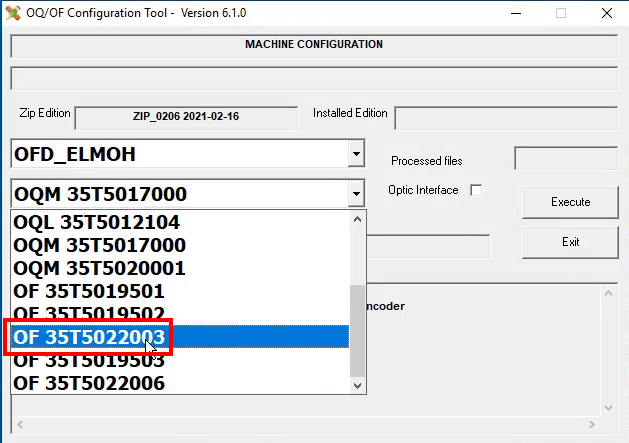 OQ/OF Configuration Tool - Version 6.1.0
MACHINE CONFIGURATION
Zip Edition
ZIP_0206 2021-02-16
Installed Edition
OFD_ELMOH
Processed files
OQM 35T5017000
Optic Interface
Execute
OQL 35T5012104
OQM 35T5017000
Exit
OQM 35T5020001
OF 35T5019501
ncoder
OF 35T5019502
OF 35T5022003
OF 35T5019503
OF 35T5022006